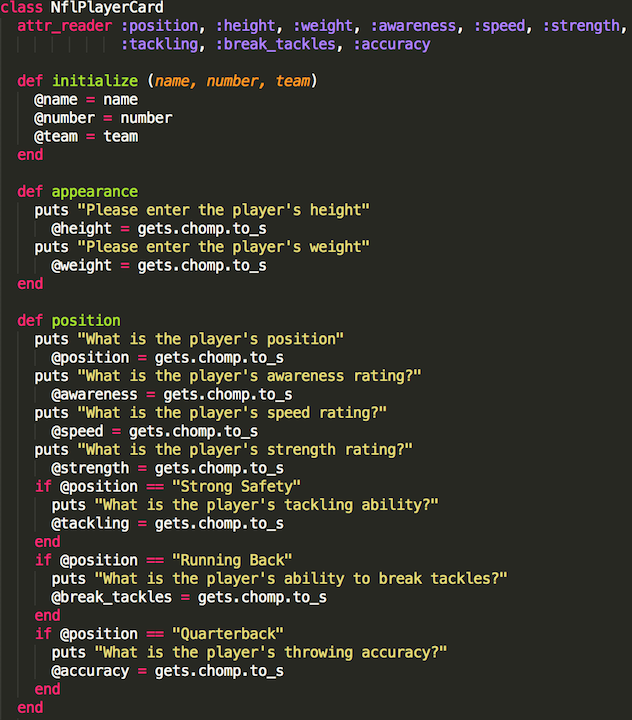 class NflPlayerCard
  attr_reader :position, :height, :weight, :awareness, :speed, :strength,
              :tackling, :break_tackles, :accuracy

  def initialize (name, number, team)
    @name = name
    @number = number
    @team = team
  end

  def appearance
    puts "Please enter the player's height"
      @height = gets.chomp.to_s
    puts "Please enter the player's weight"
      @weight = gets.chomp.to_s
  end

  def position
    puts "What is the player's position"
      @position = gets.chomp.to_s
    puts "What is the player's awareness rating?"
      @awareness = gets.chomp.to_s
    puts "What is the player's speed rating?"
      @speed = gets.chomp.to_s
    puts "What is the player's strength rating?"
      @strength = gets.chomp.to_s
    if @position == "Strong Safety"
      puts "What is the player's tackling ability?"
      @tackling = gets.chomp.to_s
    end
    if @position == "Running Back"
      puts "What is the player's ability to break tackles?"
      @break_tackles = gets.chomp.to_s
    end
    if @position == "Quarterback"
      puts "What is the player's throwing accuracy?"
      @accuracy = gets.chomp.to_s
    end
  end